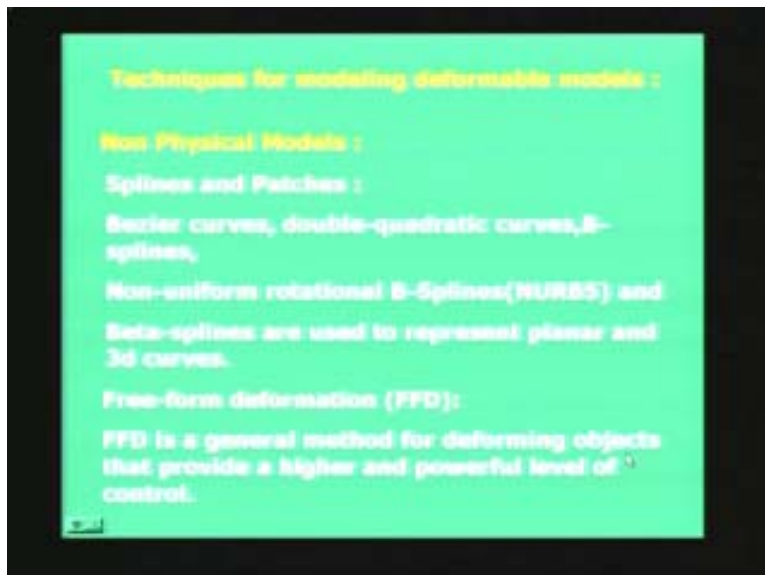 Techniques for modeling deformable models :
Non Physical Models :
Splines and Patches :
Bezier curves, double-quadratic curves,B-
splines,
Non-uniform rotational B-Splines(NURBS) and
Beta-splines are used to represent planar and
3d curves.
Free-form deformation (FFD):
FFD is a general method for deforming objects
that provide a higher and powerful level of
control.